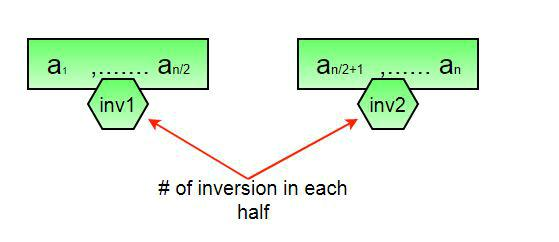 a1 ,....... an/2
an/2+1 ,...... an
inv1
inv2
# of inversion in each
half